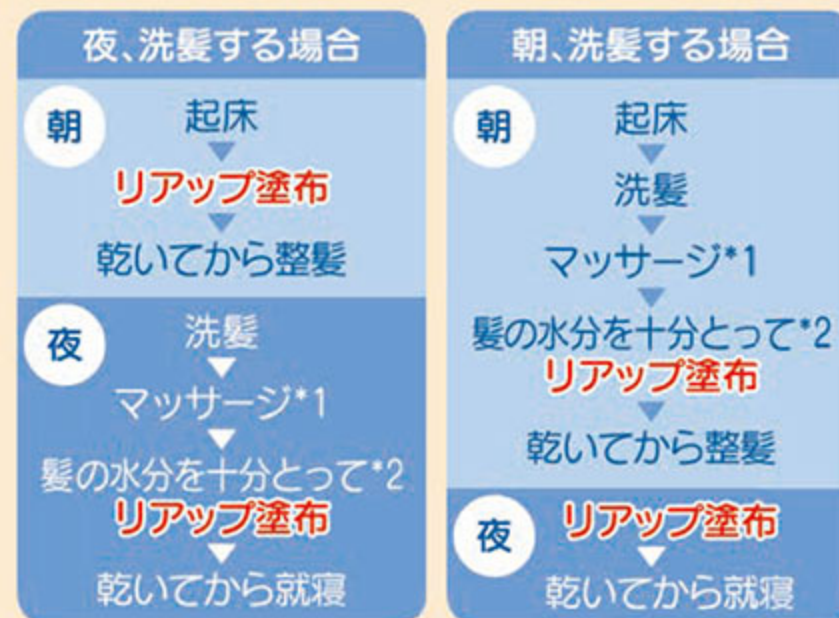 夜、洗髪する場合
朝
起床
リアップ塗布
乾いてから整髪
夜
洗髪
マッサージ*1
髪の水分を十分とって*2
リアップ塗布
乾いてから就寝
朝、洗髪する場合
朝
起床
洗髪
マッサージ*1
髪の水分を十分とって*2
リアップ塗布
乾いてから整髪
夜
リアップ塗布
乾いてから就寝